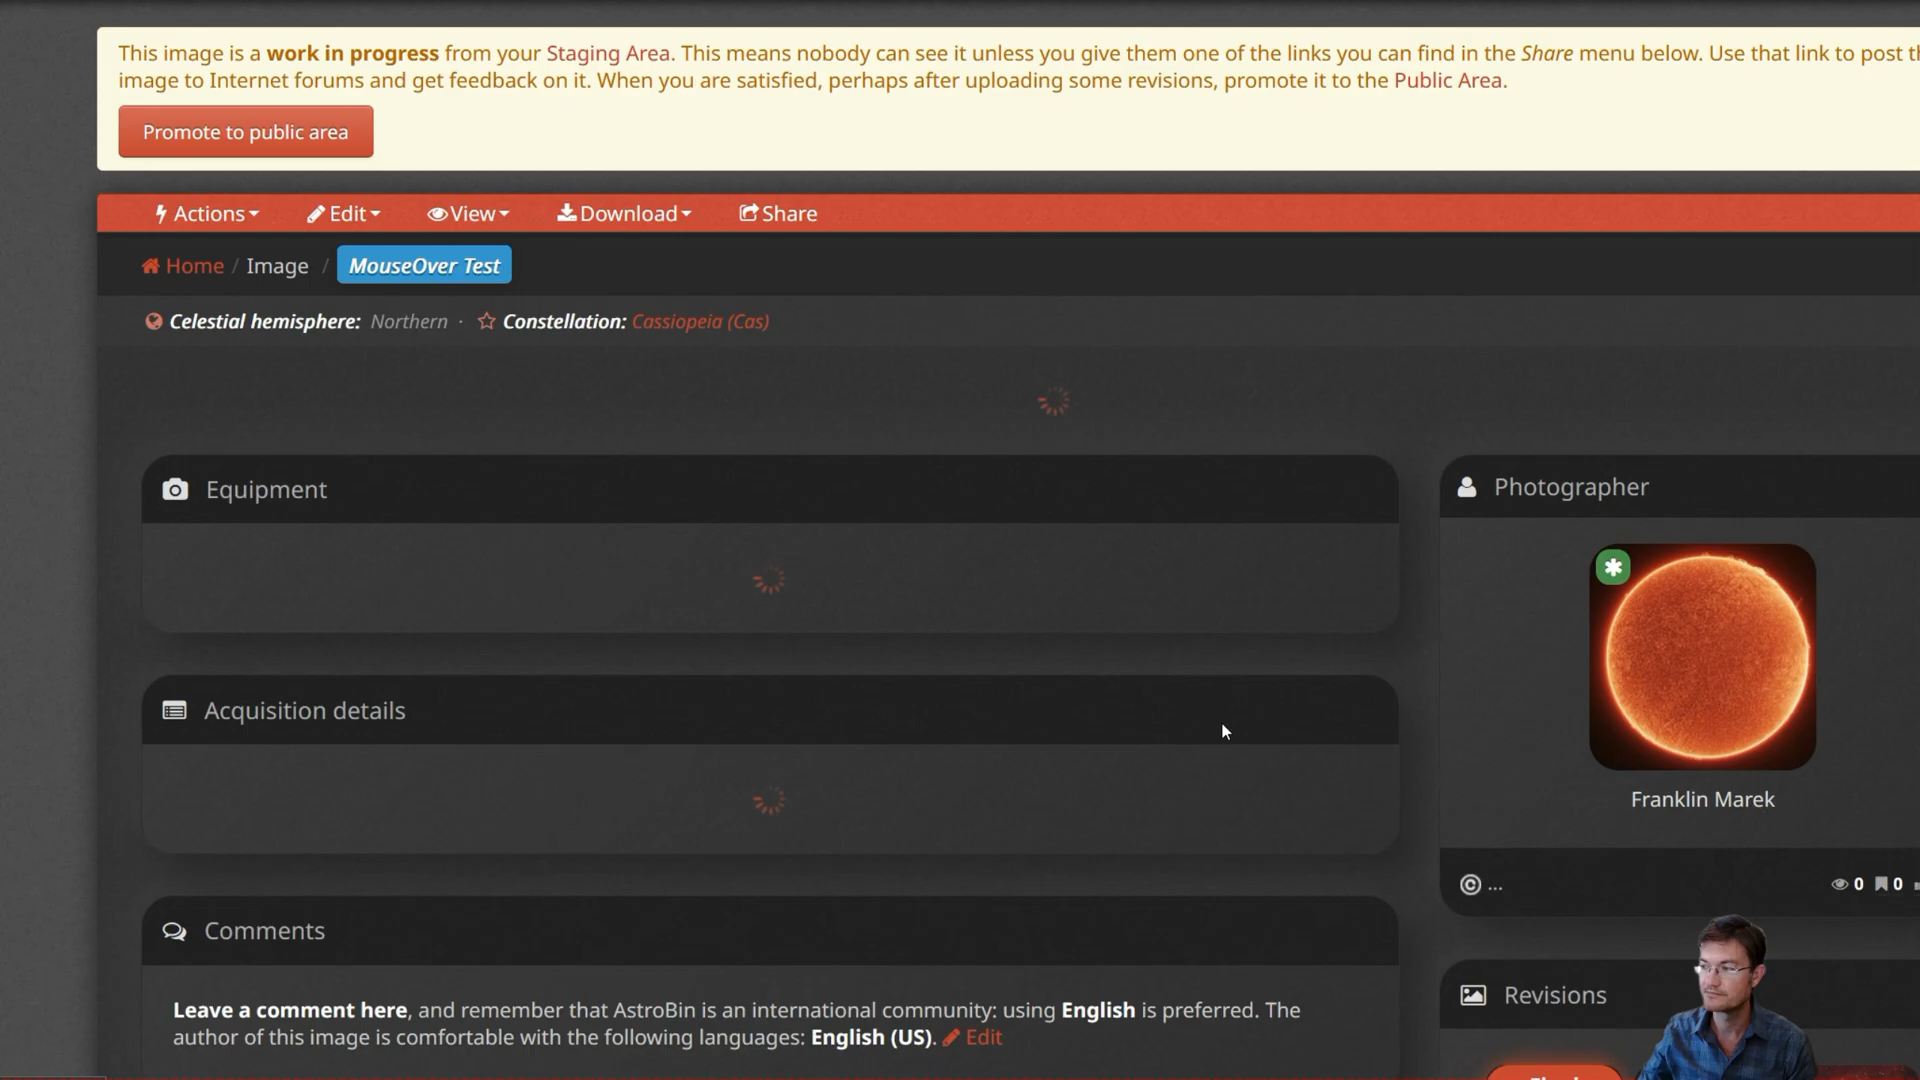 This image is a work in progress from your Staging Area. This means nobody can see it unless you give them one of the links you can find in the Share menu below. Use that link to post
image to Internet forums and get feedback on it. When you are satisfied, perhaps after uploading some revisions, promote it to the Public Area.
Promote to public area
Actions
Edit
View
Download
Share
Home / Image / MouseOver Test
Celestial hemisphere: Northern · Constellation: Cassiopeia (Cas)
Equipment
Photographer
Acquisition details
Franklin Marek
© ...
0 0
Comments
Leave a comment here, and remember that AstroBin is an international community: using English is preferred. The
author of this image is comfortable with the following languages: English (US). Edit
Revisions